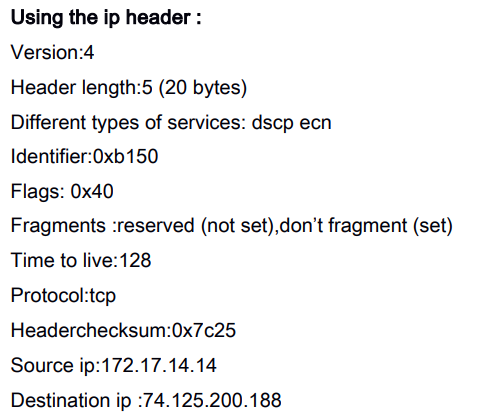 Using the ip header :
Version:4
Header length:5 (20 bytes)
Different types of services: dscp ecn
Identifier:0xb150
Flags: 0x40
Fragments :reserved (not set),don’t fragment (set)
Time to live:128
Protocol:tcp
Headerchecksum:0x7c25
Source ip:172.17.14.14
Destination ip :74.125.200.188